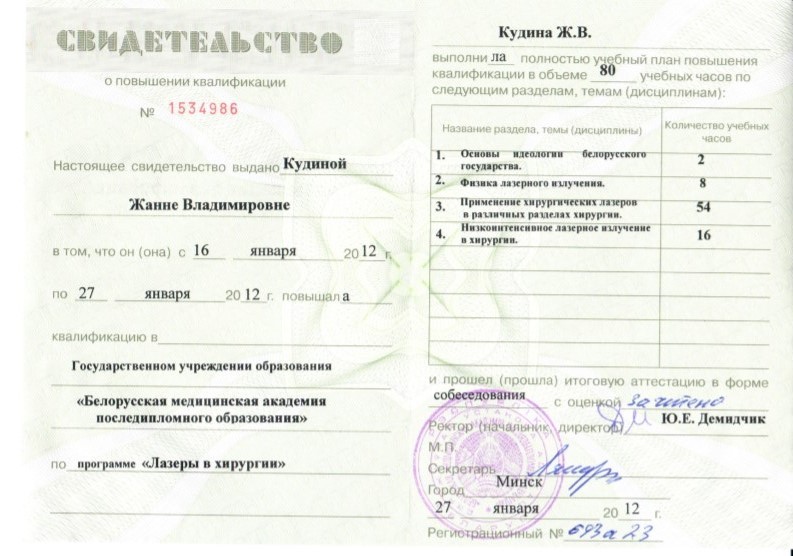 СВИДЕТЕЛЬСТВО
о повышении квалификации
№ 1534986
Настоящее свидетельство выдано Кудиной
Жанне Владимировне
в том, что он (она) с 16 января 2012 г.
по 27 января 2012 г. повышала
квалификацию в
Государственном учреждении образования
«Белорусская медицинская академия
последипломного образования»
по программе «Лазеры в хирургии»
Кудина Ж.В.
выполнила полностью учебный план повышения
квалификации в объеме 80 учебных часов по
следующим разделам, темам (дисциплинам):
Название раздела, темы (дисциплины) Количество учебных часов
1. Основы идеологии белорусского
государства. 2
2. Физика лазерного излучения. 8
3. Применение хирургических лазеров
в различных разделах хирургии. 54
4. Низкоинтенсивное лазерное излучение
в хирургии. 16
и прошел (прошла) итоговую аттестацию в форме
собеседования с оценкой зачтено
Ректор (начальник, директор) Ю.Е. Демидчик
М.П.
Секретарь
Город Минск
27 января 2012 г.
Регистрационный №